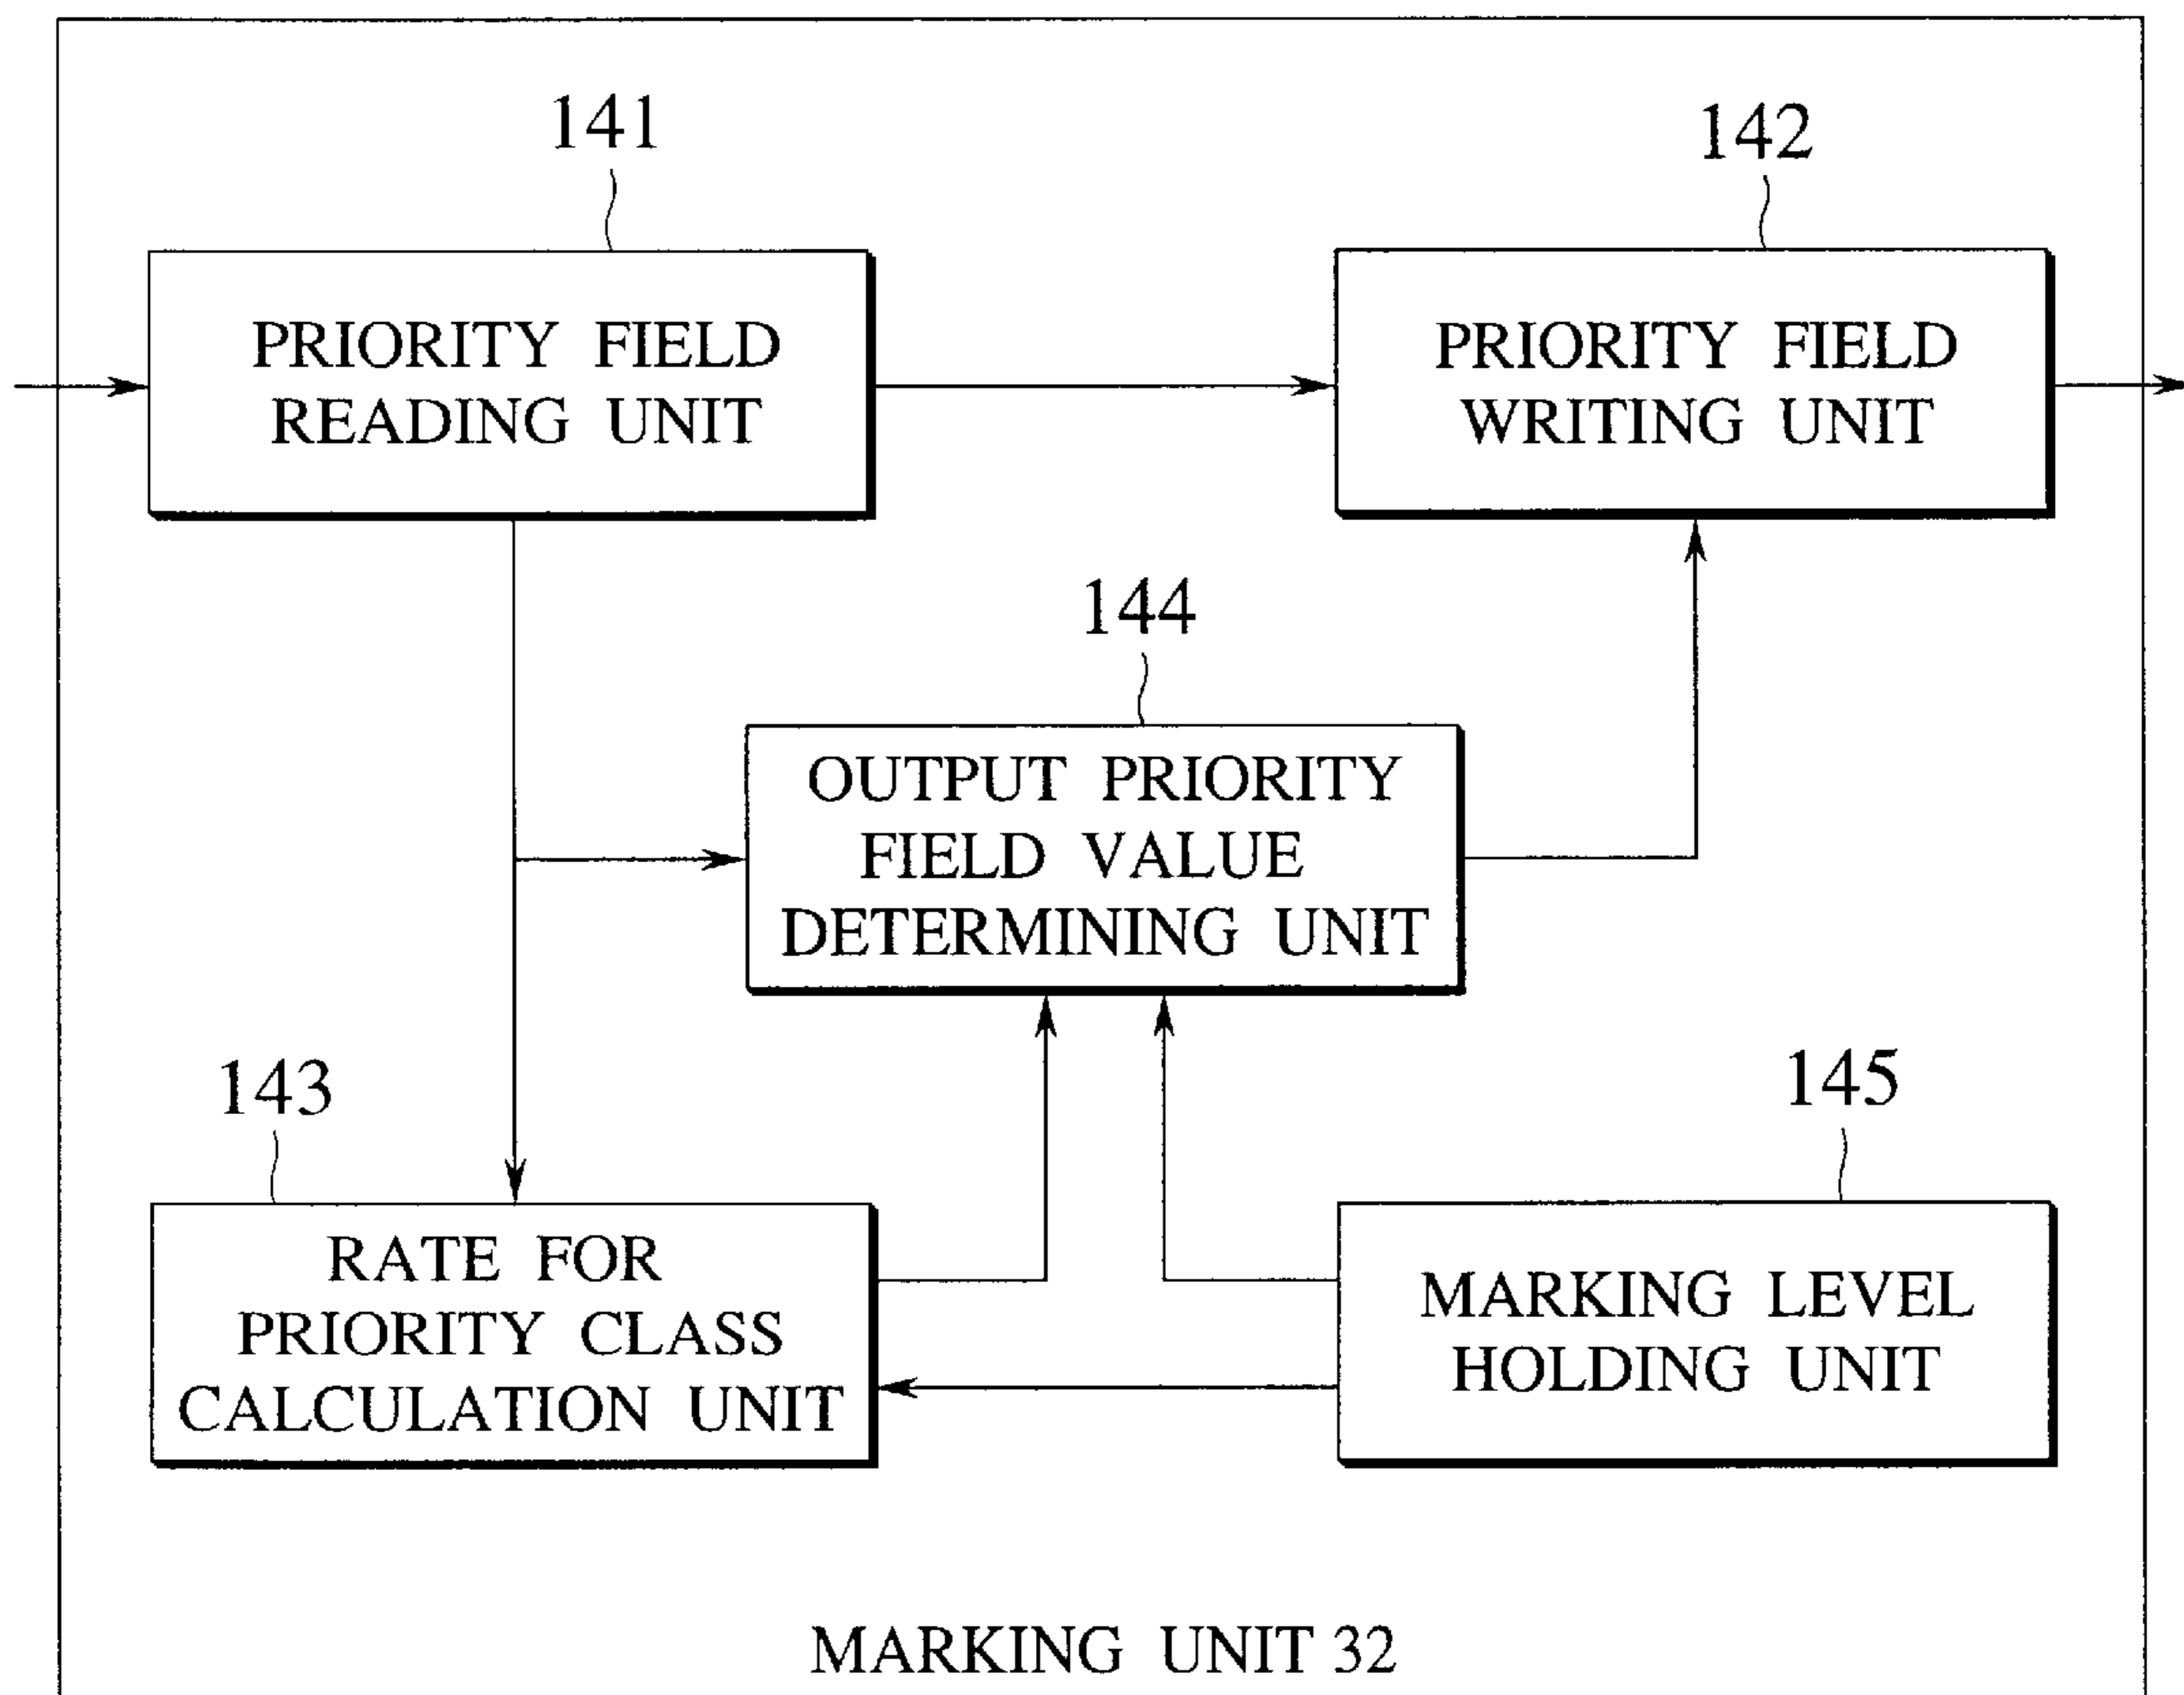 141
142
PRIORITY FIELD
READING UNIT
PRIORITY FIELD
WRITING UNIT
144
OUTPUT PRIORITY
FIELD VALUE
DETERMINING UNIT
143
145
RATE FOR
PRIORITY CLASS
CALCULATION UNIT
MARKING LEVEL
HOLDING UNIT
MARKING UNIT 32